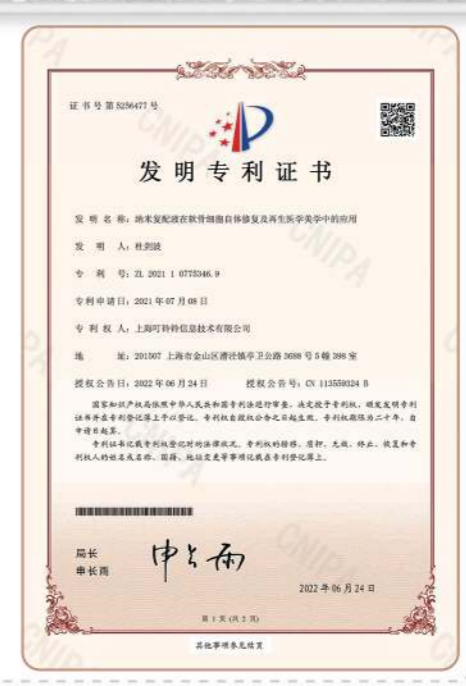 证书号第5256477号
发明专利证书
发明名称：纳米复配液在软骨细胞自体修复及再生医学美学中的应用
发明人：杜剑波
专利号：ZL 2021 1 0773346.9
专利申请日：2021年07月08日
专利权人：上海叮铃铃信息技术有限公司
地址：201507 上海市金山区漕泾镇亭卫公路3688号5幢398室
授权公告日：2022年06月24日 授权公告号：CN 113559324 B
国家知识产权局依照中华人民共和国专利法进行审查，决定授予专利权，颁发发明专利
证书并在专利登记簿上予以登记。专利权自授权公告之日起生效。专利权期限为二十年，自
申请日起算。
专利证书记载专利权登记时的法律状况。专利权的转移、质押、无效、终止、恢复和专
利权人的姓名或名称、国籍、地址变更等事项记载在专利登记簿上。
局长
申长雨
申长雨
2022年06月24日
第 1 页 (共 2 页)
其他事项参见续页
CNIPA
CNIPA
CNIPA
CNIPA
CNIPA